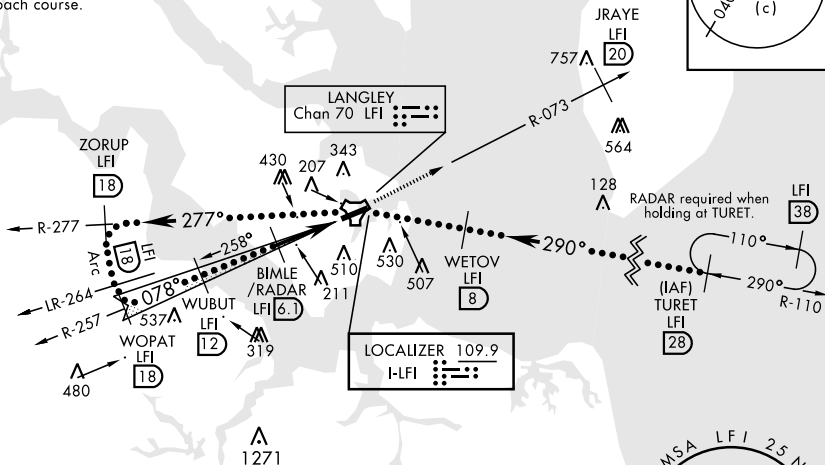 oach course.
040
(c)
JRAYE
LFI
20
757
R-073
564
LANGLEY
Chan 70 LFI
ZORUP
LFI
18
430
207
343
128
RADAR required when
holding at TURET.
LFI
38
R-277
277°
110°
Arc
LFI
18
258°
290°
290°
R-110
LR-264
078°
BIMLE
/RADAR
LFI 6.1
510
530
507
WETOV
LFI
8
211
(IAF)
TURET
LFI
28
R-257
537
WUBUT
LFI
12
319
WOPAT
LFI
18
480
LOCALIZER 109.9
I-LFI
1271
MSA LFI 25 N